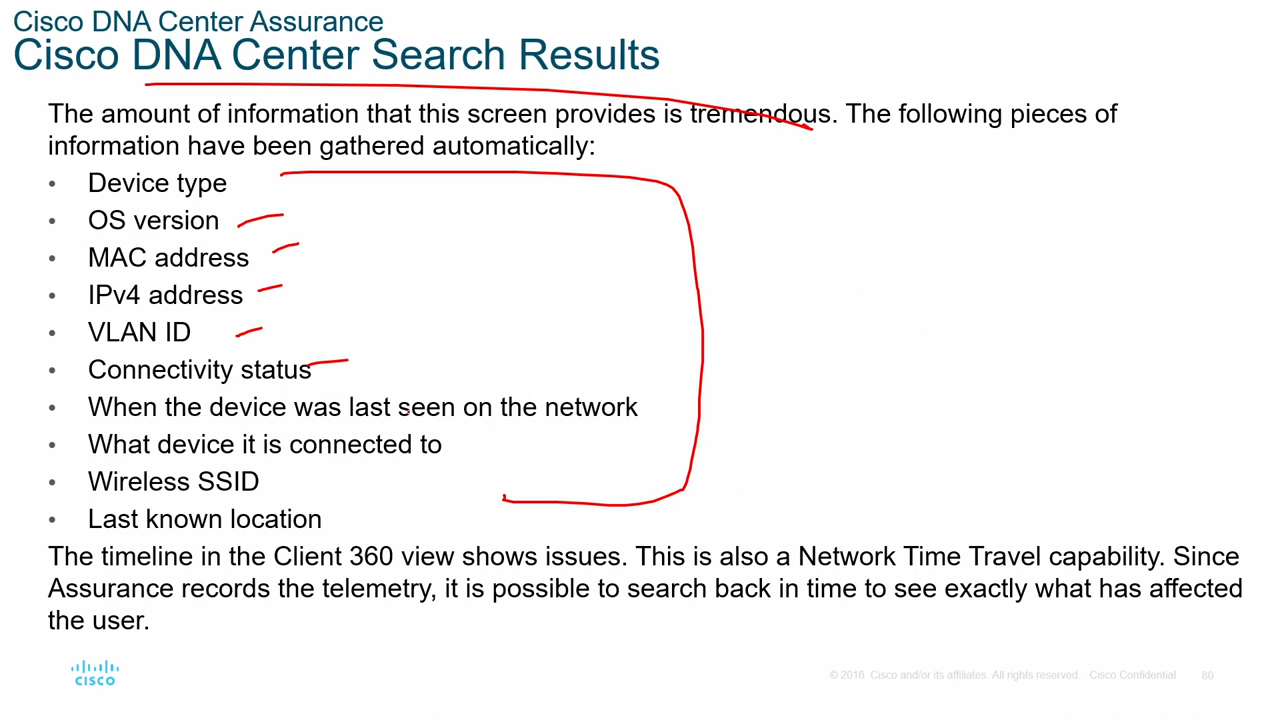 Cisco DNA Center Assurance
Cisco DNA Center Search Results
The amount of information that this screen provides is tremendous. The following pieces of
information have been gathered automatically:
• Device type
• OS version
• MAC address
• IPv4 address
• VLAN ID
• Connectivity status
• When the device was last seen on the network
• What device it is connected to
• Wireless SSID
• Last known location
The timeline in the Client 360 view shows issues. This is also a Network Time Travel capability. Since
Assurance records the telemetry, it is possible to search back in time to see exactly what has affected
the user.
CISCO
© 2016 Cisco and/or its affiliates. All rights reserved. Cisco Confidential 80